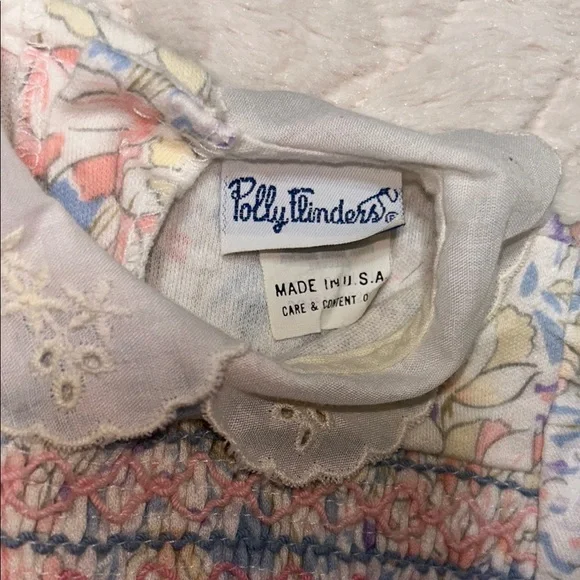 Polly Flinders®
MADE IN U.S.A
CARE & CONTENT O